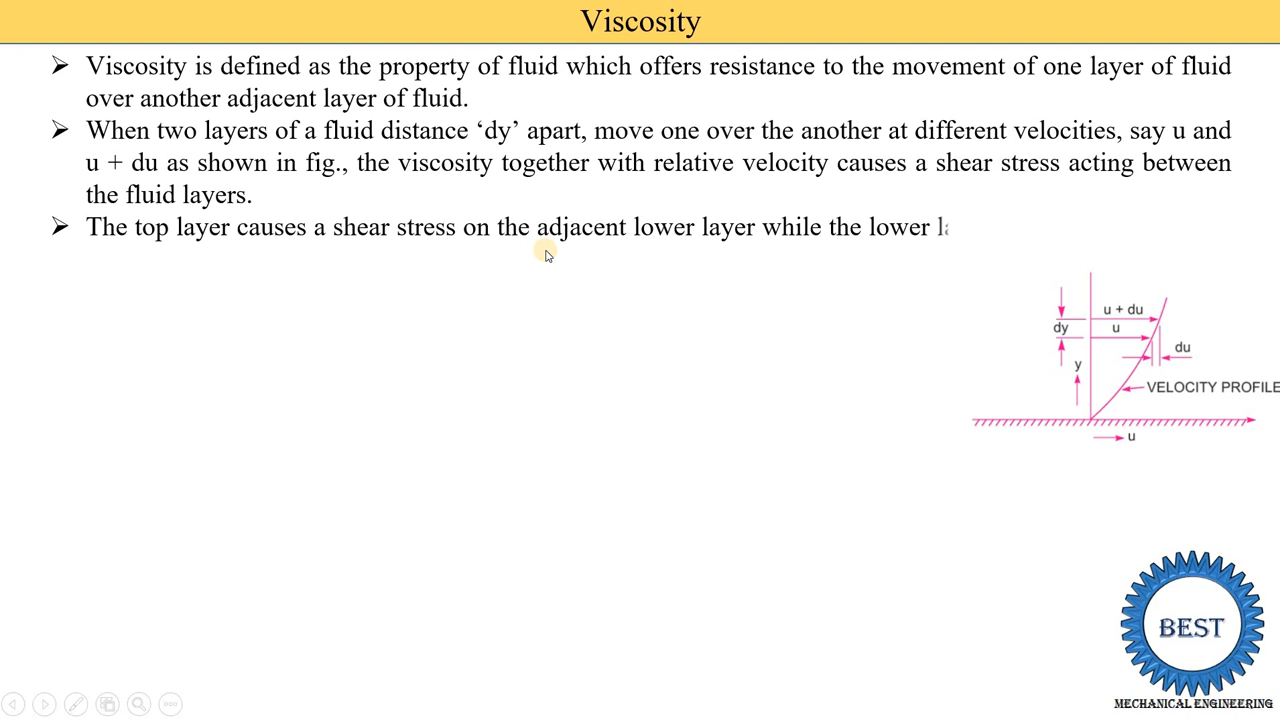 Viscosity
➢ Viscosity is defined as the property of fluid which offers resistance to the movement of one layer of fluid
over another adjacent layer of fluid.
➢ When two layers of a fluid distance ‘dy’ apart, move one over the another at different velocities, say u and
u + du as shown in fig., the viscosity together with relative velocity causes a shear stress acting between
the fluid layers.
➢ The top layer causes a shear stress on the adjacent lower layer while the lower
u + du
dy
u
du
y
VELOCITY PROFILE
u
BEST
MECHANICAL ENGINEERING